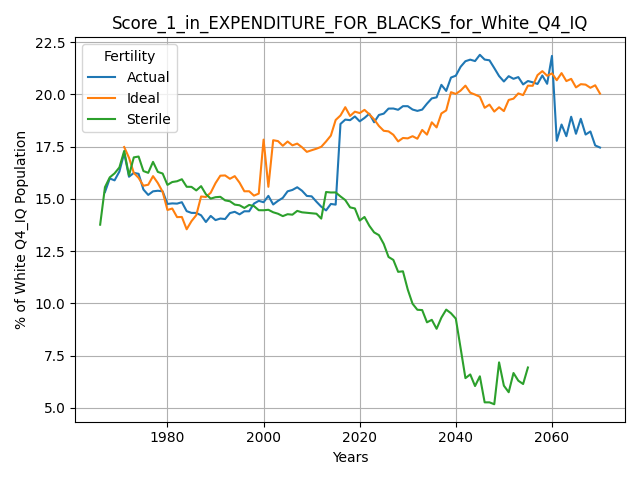 Score_1_in_EXPENDITURE_FOR_BLACKS_for_White_Q4_IQ
Fertility
Actual
Ideal
Sterile
% of White Q4_IQ Population
22.5
20.0
17.5
15.0
12.5
10.0
7.5
5.0
1980
2000
2020
2040
2060
Years